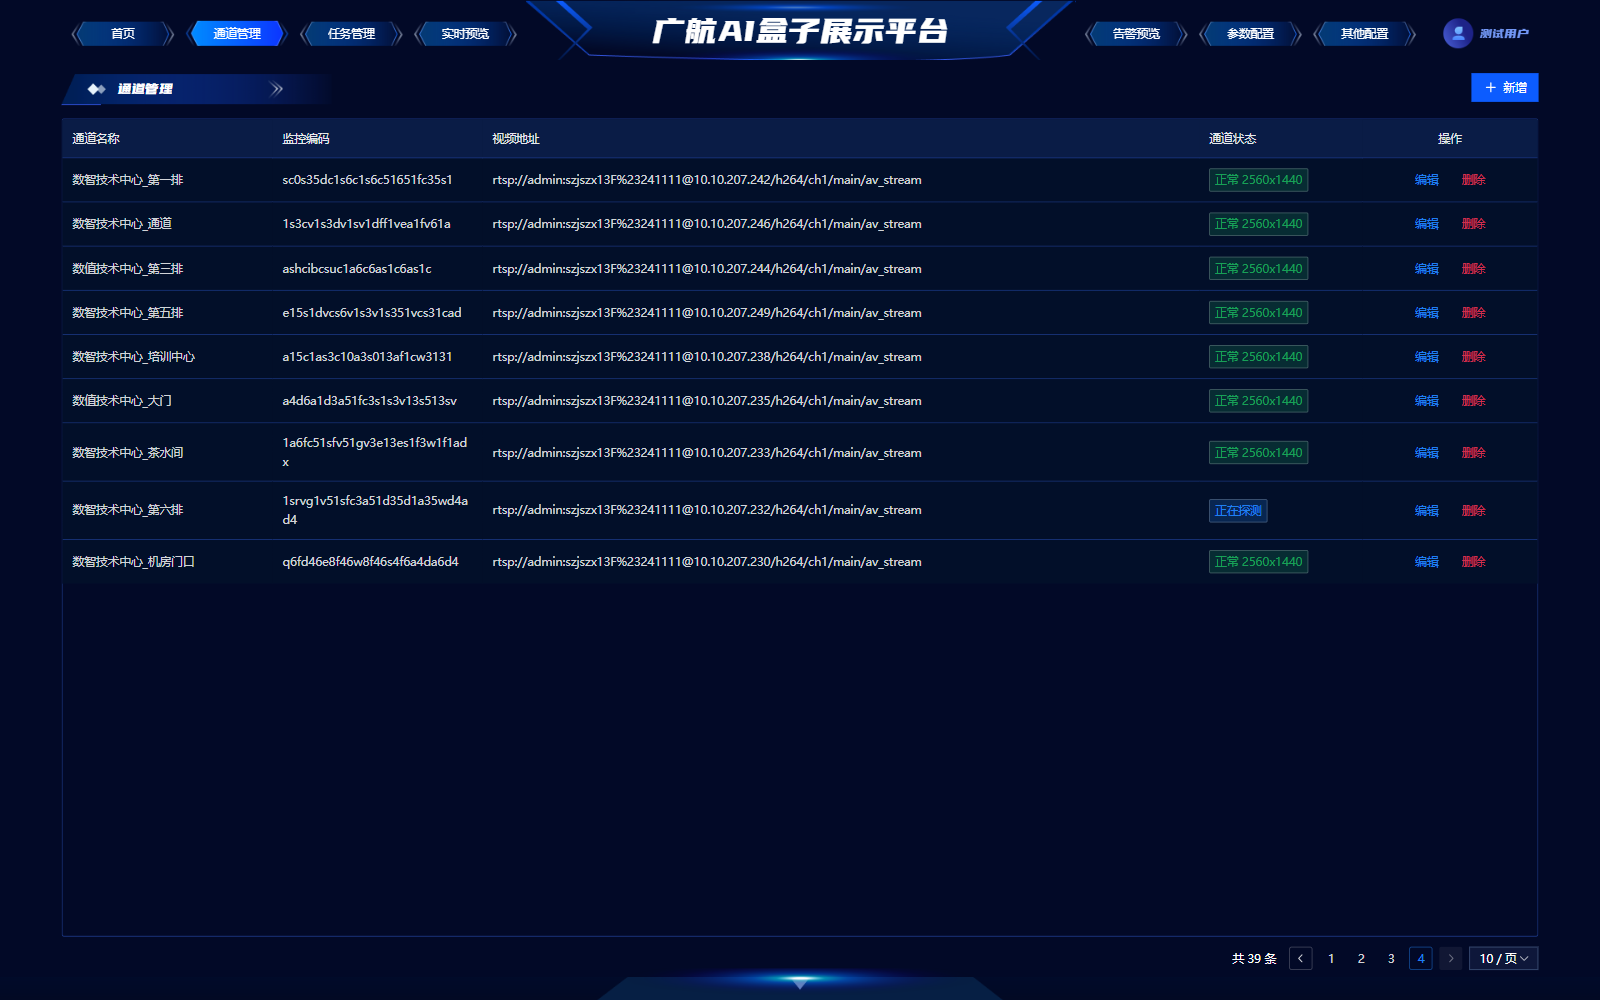 首页 通道管理 任务管理 实时预览 广航AI盒子展示平台 告警预览 参数配置 其他配置 测试用户
通道管理 新增
通道名称 监控编码 视频地址 通道状态 操作
数智技术中心_第一排 sc0s35dc1s6c1s6c51651fc35s1 rtsp://admin:szjszx13F%23241111@10.10.207.242/h264/ch1/main/av_stream 正常 2560x1440 编辑 删除
数智技术中心_通道 1s3cv1s3dv1sv1dff1vea1fv61a rtsp://admin:szjszx13F%23241111@10.10.207.246/h264/ch1/main/av_stream 正常 2560x1440 编辑 删除
数值技术中心_第三排 ashcibcsuc1a6c6as1c6as1c rtsp://admin:szjszx13F%23241111@10.10.207.244/h264/ch1/main/av_stream 正常 2560x1440 编辑 删除
数智技术中心_第五排 e15s1dvcs6v1s3v1s351vcs31cad rtsp://admin:szjszx13F%23241111@10.10.207.249/h264/ch1/main/av_stream 正常 2560x1440 编辑 删除
数智技术中心_培训中心 a15c1as3c10a3s013af1cw3131 rtsp://admin:szjszx13F%23241111@10.10.207.238/h264/ch1/main/av_stream 正常 2560x1440 编辑 删除
数值技术中心_大门 a4d6a1d3a51fc3s1s3v13s513sv rtsp://admin:szjszx13F%23241111@10.10.207.235/h264/ch1/main/av_stream 正常 2560x1440 编辑 删除
数智技术中心_茶水间 1a6fc51sfv51gv3e13es1f3w1f1ad
x rtsp://admin:szjszx13F%23241111@10.10.207.233/h264/ch1/main/av_stream 正常 2560x1440 编辑 删除
数智技术中心_第六排 1srvg1v51sfc3a51d35d1a35wd4a
d4 rtsp://admin:szjszx13F%23241111@10.10.207.232/h264/ch1/main/av_stream 正在探测 编辑 删除
数智技术中心_机房门口 q6fd46e8f46w8f46s4f6a4da6d4 rtsp://admin:szjszx13F%23241111@10.10.207.230/h264/ch1/main/av_stream 正常 2560x1440 编辑 删除
共 39 条 1 2 3 4 10 / 页